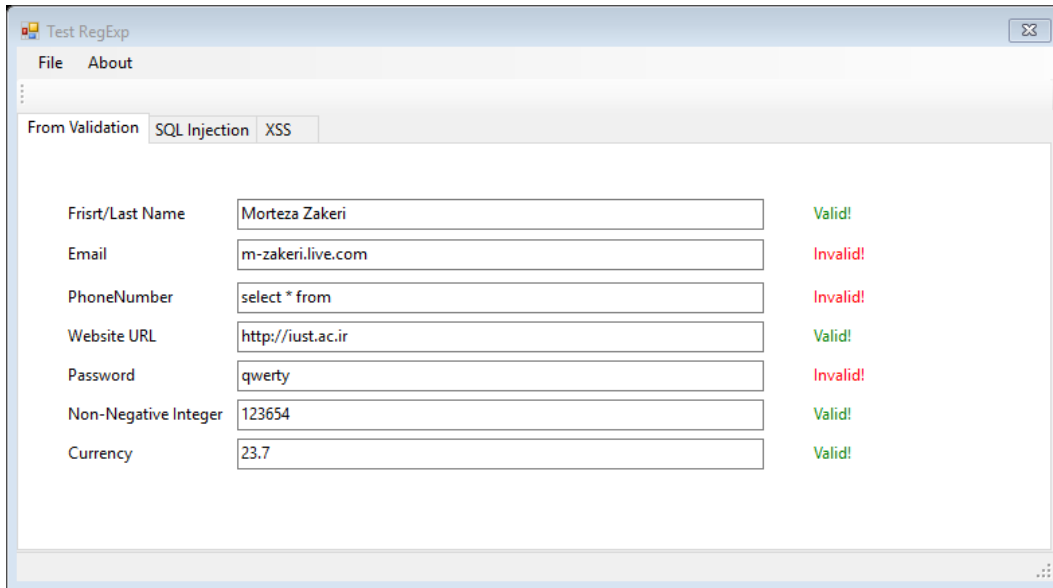 Test RegExp
File About
From Validation SQL Injection XSS
Frisrt/Last Name Morteza Zakeri Valid!
Email m-zakeri.live.com Invalid!
PhoneNumber select * from Invalid!
Website URL http://iust.ac.ir Valid!
Password qwerty Invalid!
Non-Negative Integer 123654 Valid!
Currency 23.7 Valid!